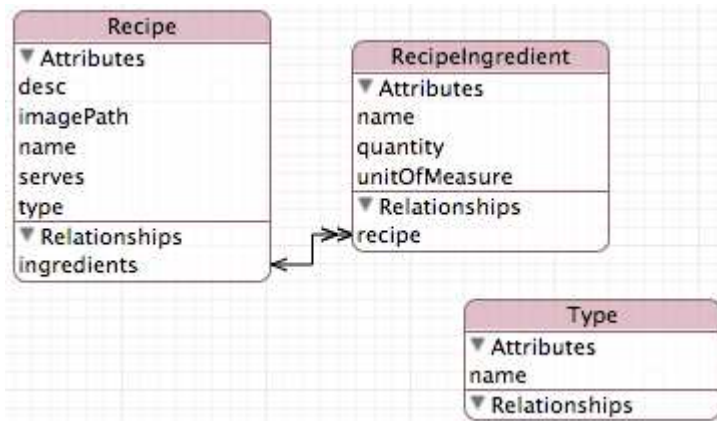 Recipe
Attributes
desc
imagePath
name
serves
type
Relationships
ingredients
RecipeIngredient
Attributes
name
quantity
unitOfMeasure
Relationships
recipe
Type
Attributes
name
Relationships